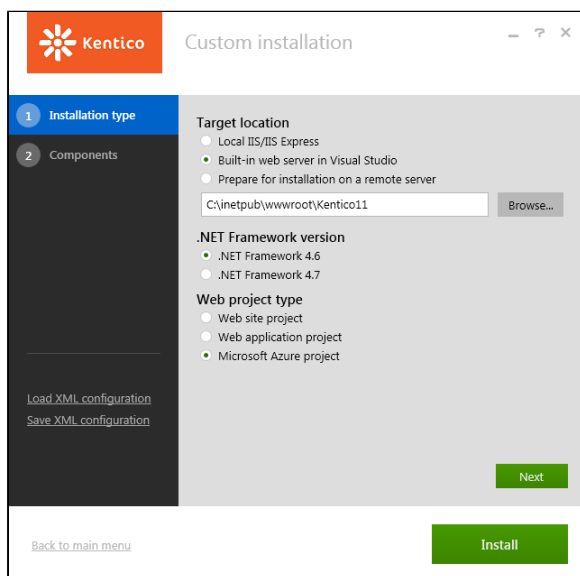 Kentico
Custom installation
1 Installation type
2 Components
Target location
Local IIS/IIS Express
Built-in web server in Visual Studio
Prepare for installation on a remote server
C:\inetpub\wwwroot\Kentico11
Browse...
.NET Framework version
.NET Framework 4.6
.NET Framework 4.7
Web project type
Web site project
Web application project
Microsoft Azure project
Load XML configuration
Save XML configuration
Next
Back to main menu
Install